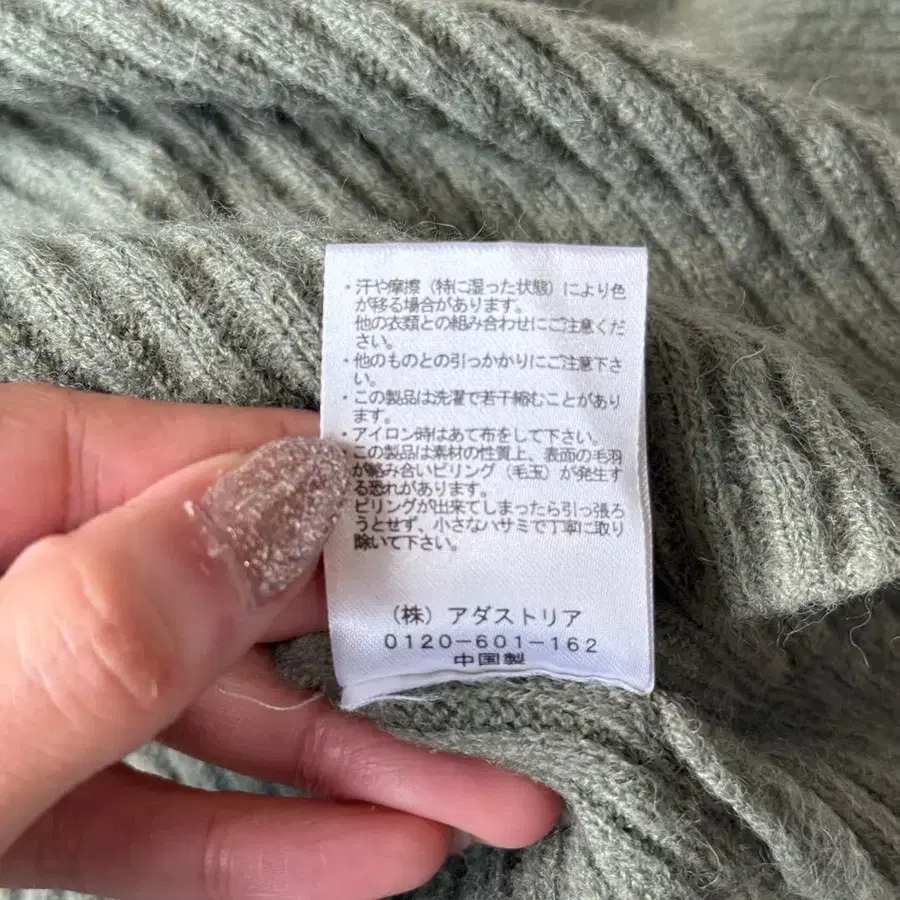 ・汗や摩擦（特に湿った状態）により色
が移る場合があります。
他の衣類との組み合わせにご注意くだ
さい。
・他のものとの引っかかりにご注意下さ
い。
・この製品は洗濯で若干縮むことがあり
ます。
・アイロン時はあて布をして下さい。
・この製品は素材の性質上、表面の毛羽
が絡み合いピリング（毛玉）が発生す
る恐れがあります。
ピリングが出来てしまったら引っ張ろ
うとせず、小さなハサミで丁寧に取り
除いて下さい。
（株）アダストリア
0120-601-162
中国製